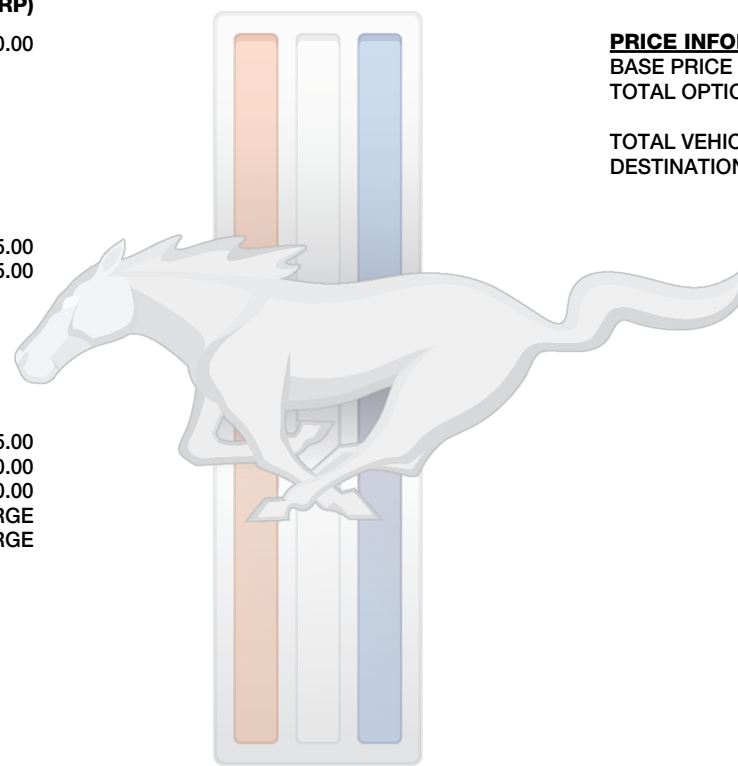 RP)
0.00
5.00
5.00
5.00
0.00
0.00
RGE
RGE
PRICE INFO
BASE PRICE
TOTAL OPTIO
TOTAL VEHIC
DESTINATION